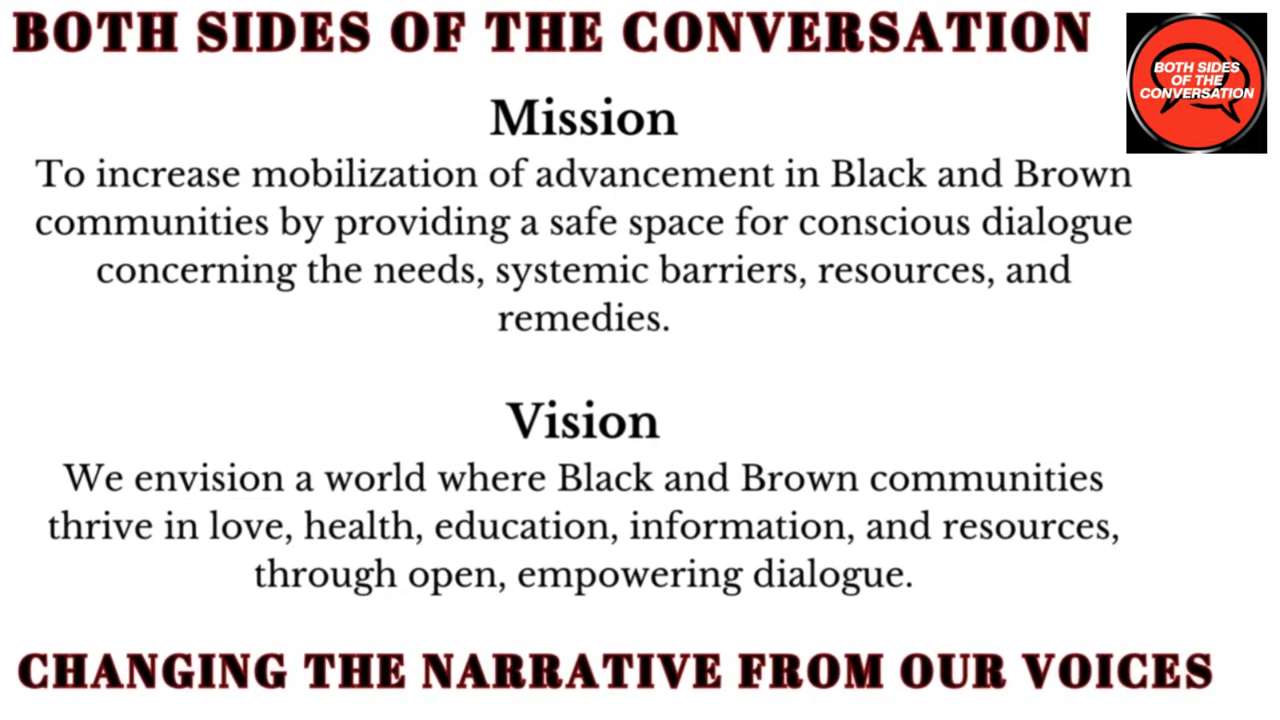 BOTH SIDES OF THE CONVERSATION
BOTH SIDES
OF THE
CONVERSATION
Mission
To increase mobilization of advancement in Black and Brown
communities by providing a safe space for conscious dialogue
concerning the needs, systemic barriers, resources, and
remedies.
Vision
We envision a world where Black and Brown communities
thrive in love, health, education, information, and resources,
through open, empowering dialogue.
CHANGING THE NARRATIVE FROM OUR VOICES